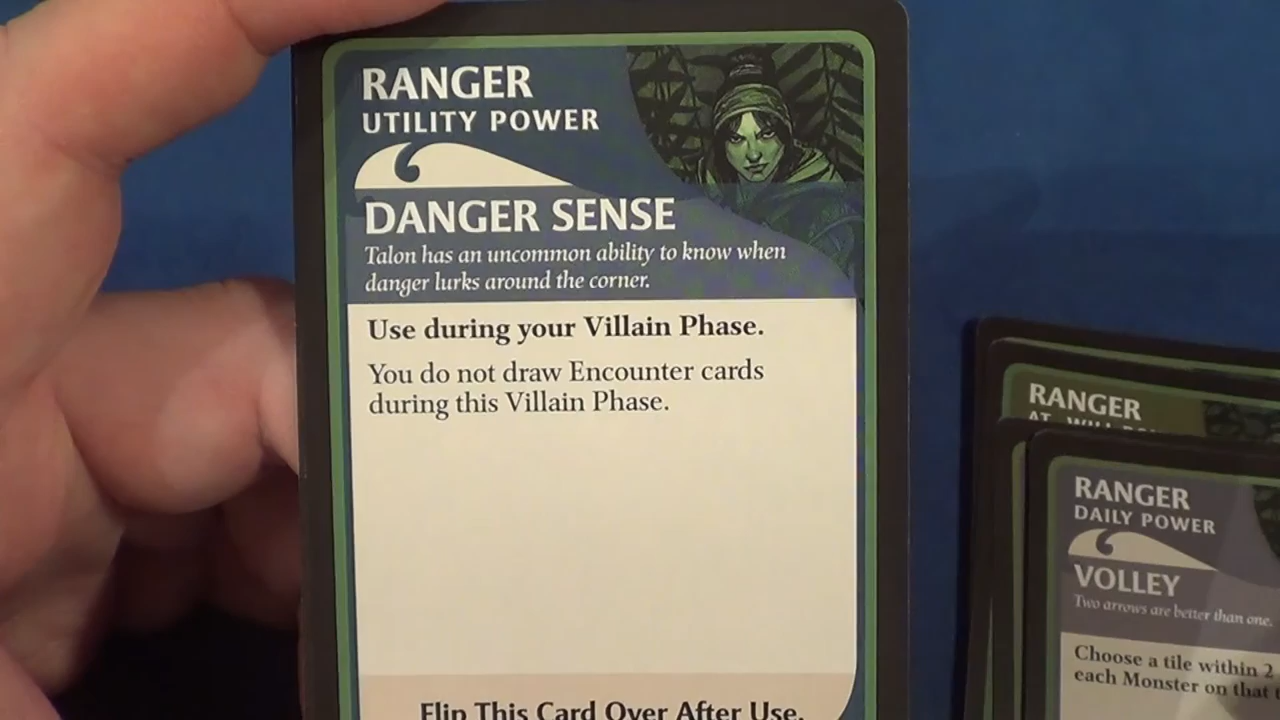 RANGER
UTILITY POWER
DANGER SENSE
Talon has an uncommon ability to know when
danger lurks around the corner.
Use during your Villain Phase.
You do not draw Encounter cards
during this Villain Phase.
Flip This Card Over After Use.
RANGER
AT-WILL
RANGER
DAILY POWER
VOLLEY
Two arrows are better than one.
Choose a tile within 2
each Monster on that